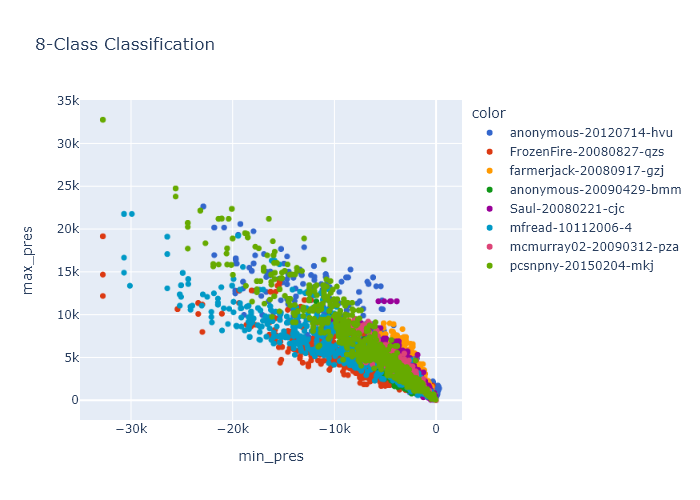 8-Class Classification
35k
30k
25k
20k
15k
10k
5k
0
max_pres
−30k
−20k
−10k
0
min_pres
color
anonymous-20120714-hvu
FrozenFire-20080827-qzs
farmerjack-20080917-gzj
anonymous-20090429-bmm
Saul-20080221-cjc
mfread-10112006-4
mcmurray02-20090312-pza
pcsnpny-20150204-mkj